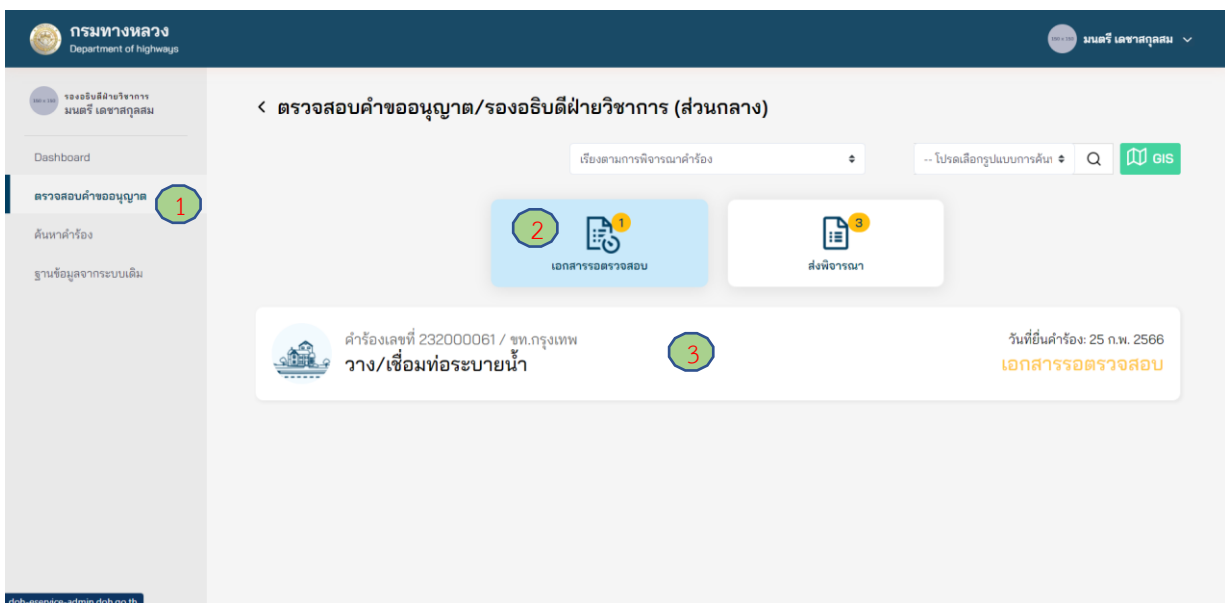 กรมทางหลวง
Department of highways
มนตรี เดชาสกุลสม
รองอธิบดีฝ่ายวิชาการ
มนตรี เดชาสกุลสม
< ตรวจสอบคำขออนุญาต/รองอธิบดีฝ่ายวิชาการ (ส่วนกลาง)
Dashboard
เรียงตามการพิจารณาคำร้อง
-- โปรดเลือกรูปแบบการค้น
GIS
ตรวจสอบคำขออนุญาต
1
ค้นหาคำร้อง
ฐานข้อมูลจากระบบเดิม
2
1
เอกสารรอตรวจสอบ
3
ส่งพิจารณา
คำร้องเลขที่ 232000061 / ขท.กรุงเทพ
วาง/เชื่อมท่อระบายน้ำ
3
วันที่ยื่นคำร้อง: 25 ก.พ. 2566
เอกสารรอตรวจสอบ
doh-eservice-admin.doh.go.th